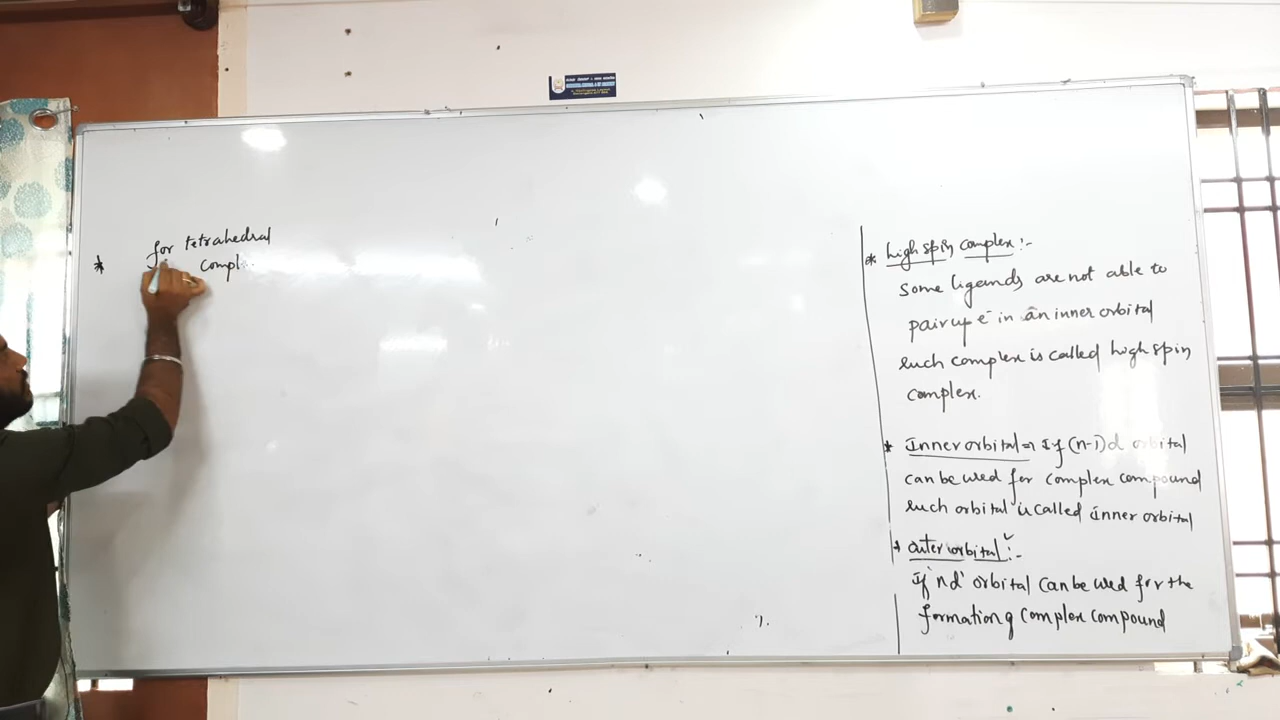 for tetrahedral
* compl
* high spin complex :-
Some ligands are not able to
pair up e⁻ in an inner orbital
such complex is called high spin
complex.
* Inner orbital => If (n-1)d orbital
can be used for complex compound
such orbital is called inner orbital
* outer orbital :-
If 'nd' orbital can be used for the
formation of complex compound